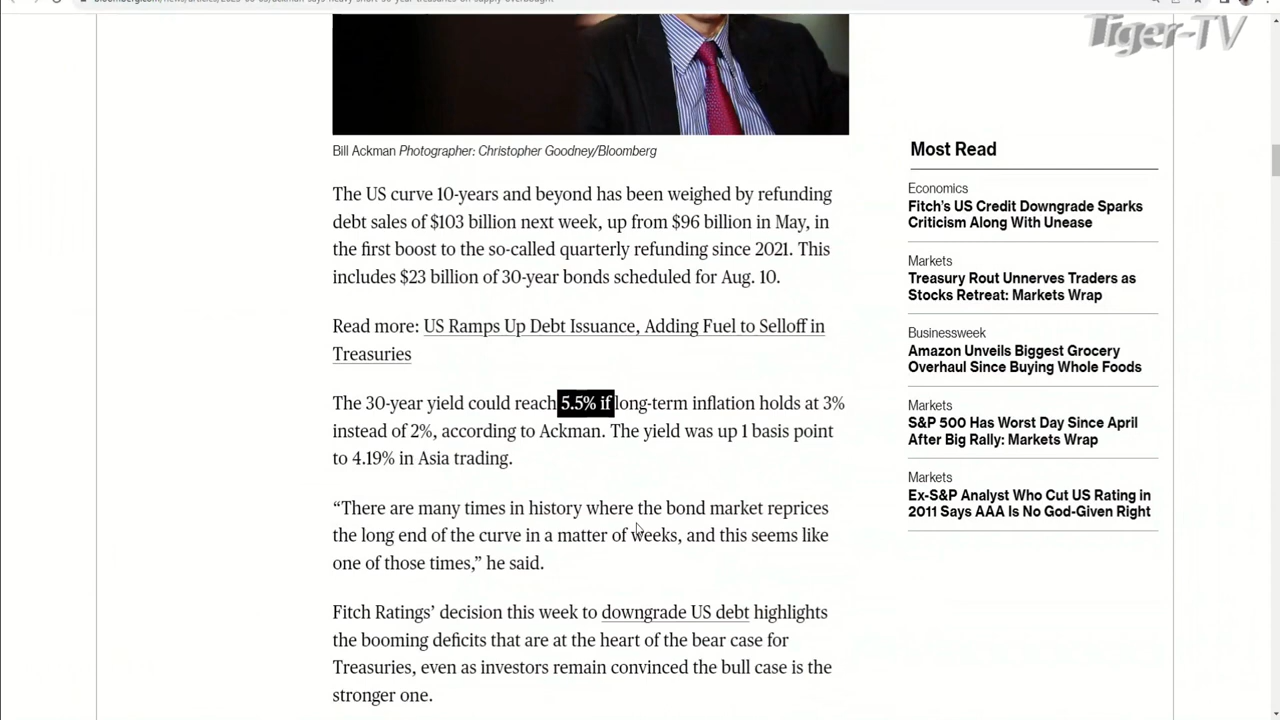 Tiger-TV
Bill Ackman Photographer: Christopher Goodney/Bloomberg
The US curve 10-years and beyond has been weighed by refunding
debt sales of $103 billion next week, up from $96 billion in May, in
the first boost to the so-called quarterly refunding since 2021. This
includes $23 billion of 30-year bonds scheduled for Aug. 10.
Read more: US Ramps Up Debt Issuance, Adding Fuel to Selloff in
Treasuries
The 30-year yield could reach 5.5% if long-term inflation holds at 3%
instead of 2%, according to Ackman. The yield was up 1 basis point
to 4.19% in Asia trading.
“There are many times in history where the bond market reprices
the long end of the curve in a matter of weeks, and this seems like
one of those times,” he said.
Fitch Ratings’ decision this week to downgrade US debt highlights
the booming deficits that are at the heart of the bear case for
Treasuries, even as investors remain convinced the bull case is the
stronger one.
Most Read
Economics
Fitch’s US Credit Downgrade Sparks
Criticism Along With Unease
Markets
Treasury Rout Unnerves Traders as
Stocks Retreat: Markets Wrap
Businessweek
Amazon Unveils Biggest Grocery
Overhaul Since Buying Whole Foods
Markets
S&P 500 Has Worst Day Since April
After Big Rally: Markets Wrap
Markets
Ex-S&P Analyst Who Cut US Rating in
2011 Says AAA Is No God-Given Right